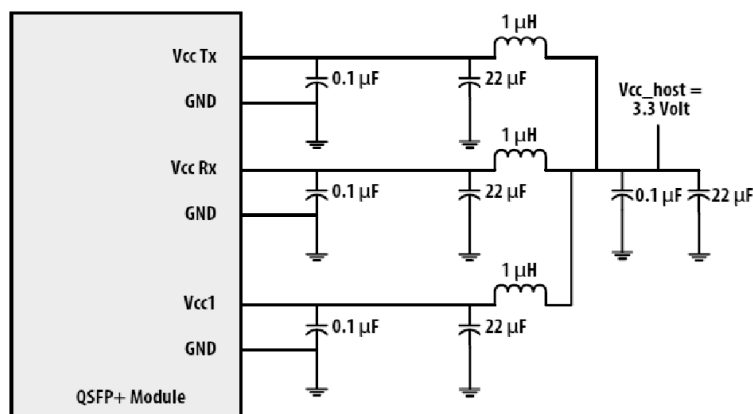 1 µH
Vcc Tx
0.1 µF
22 µF
GND
Vcc_host =
3.3 Volt
1 µH
Vcc Rx
0.1 µF
22 µF
0.1 µF
22 µF
GND
1 µH
Vcc1
0.1 µF
22 µF
GND
QSFP+ Module